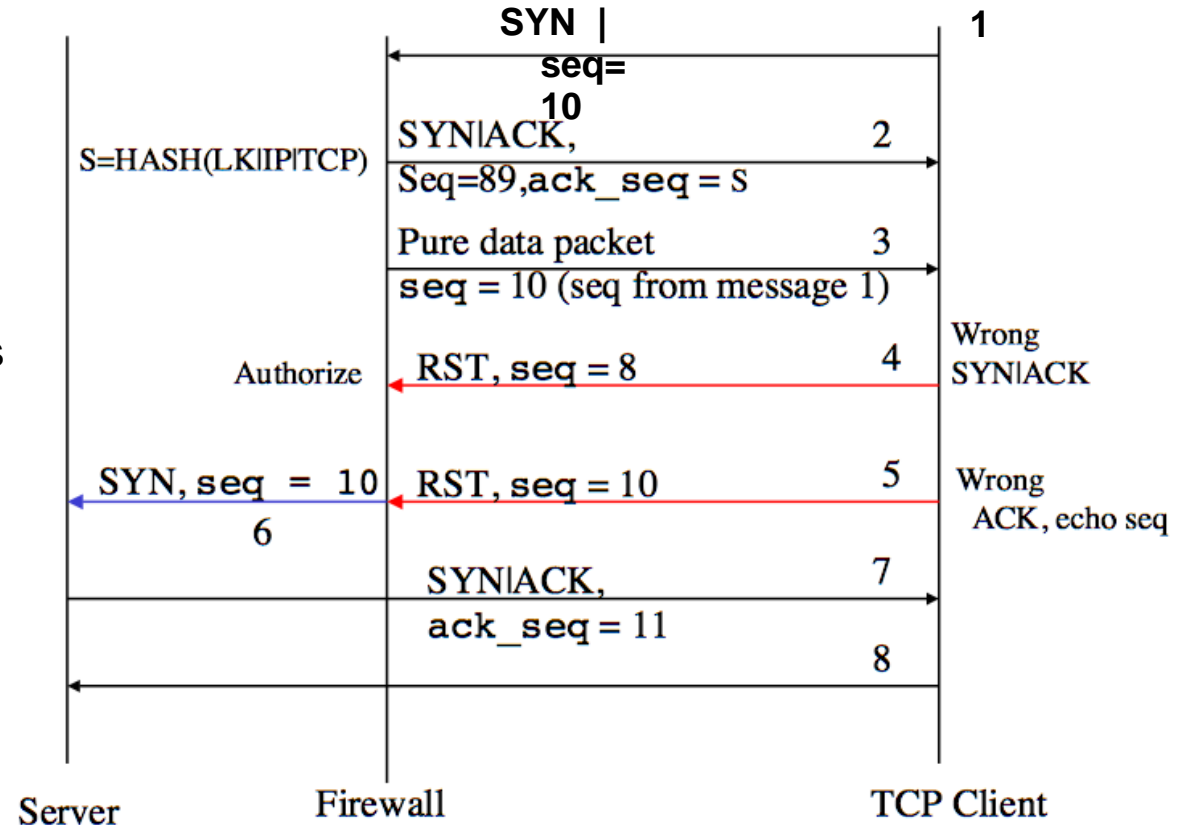 SYN | 1
seq=
10
SYN|ACK, 2
S=HASH(LK||IP|TCP)
Seq=89,ack_seq = S
Pure data packet 3
seq = 10 (seq from message 1)
s
Authorize
RST, seq = 8 4
Wrong
SYN|ACK
SYN, seq = 10
RST, seq = 10 5
Wrong
ACK, echo seq
6
SYN|ACK, 7
ack_seq = 11
8
Server
Firewall
TCP Client